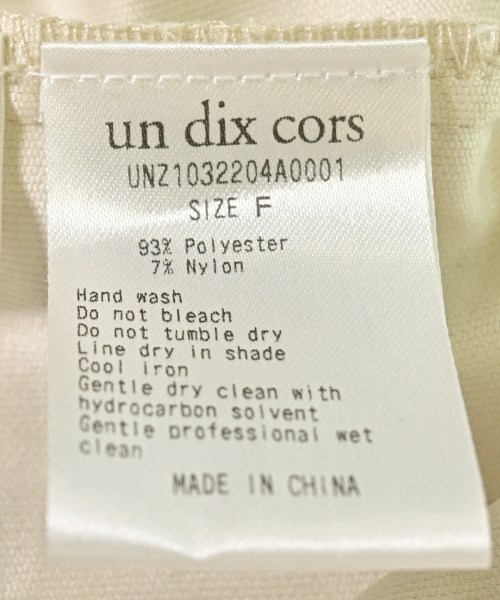 un dix cors
UNZ1032204A0001
SIZE F
93% Polyester
7% Nylon
Hand wash
Do not bleach
Do not tumble dry
Line dry in shade
Cool iron
Gentle dry clean with
hydrocarbon solvent
Gentle professional wet
clean
MADE IN CHINA